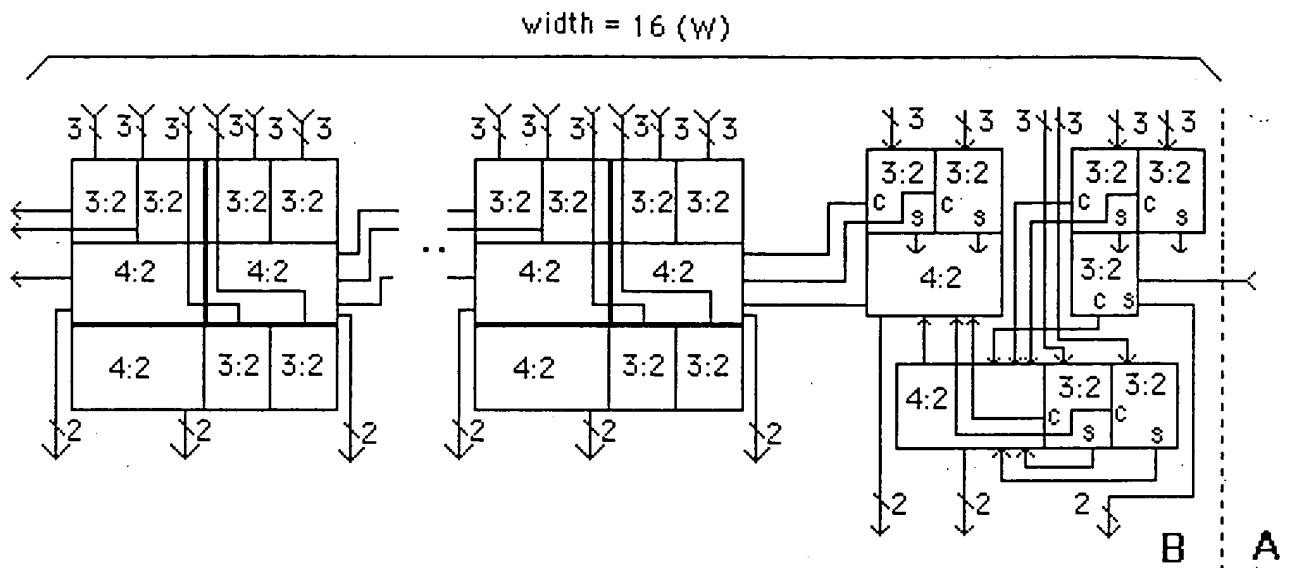 width = 16 (W)
3 3 3 3 3 3 3 3 3 3 3 3 3 3 3 3 3 3
3:2 3:2 3:2 3:2 3:2 3:2 3:2 3:2 3:2 3:2 3:2 3:2
C C C C
S S S S
4:2 4:2 4:2 4:2 4:2 3:2
C S
4:2 3:2 3:2 4:2 3:2 3:2 4:2 3:2 3:2
C C
S S
2 2 2 2 2 2
2 2 2
B A